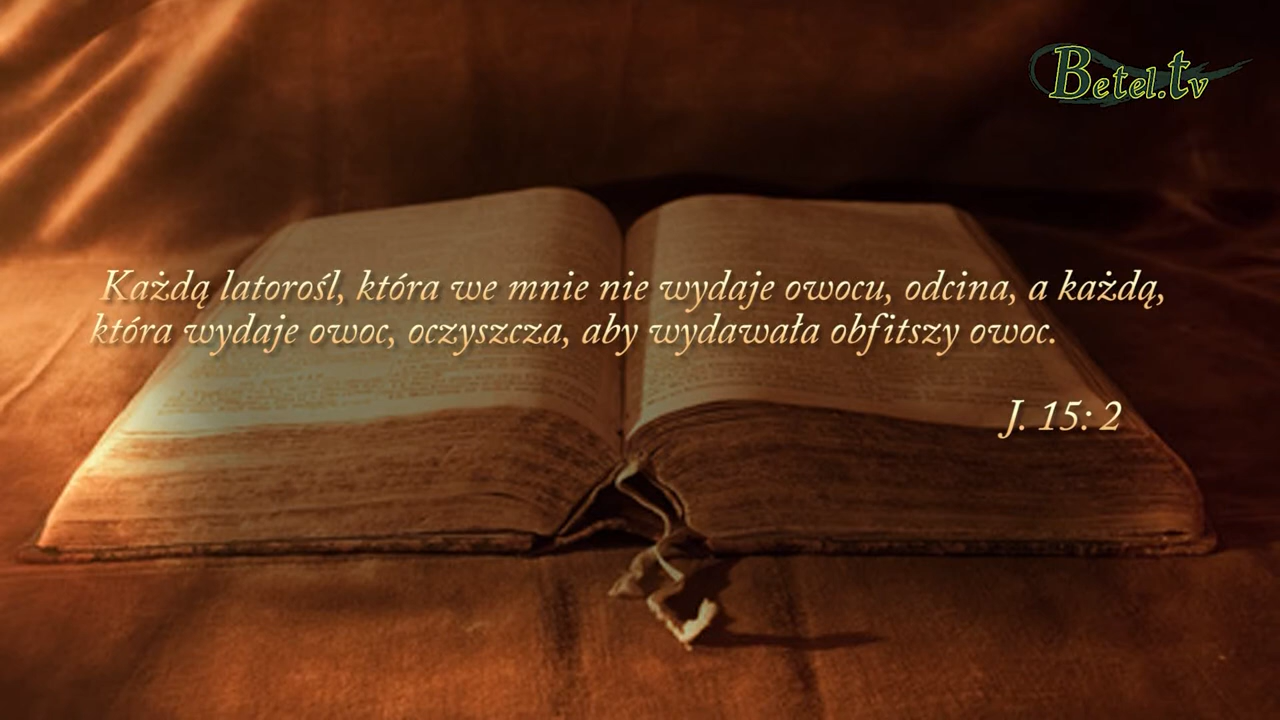 Betel.tv
Każdą latorośl, która we mnie nie wydaje owocu, odcina, a każdą,
która wydaje owoc, oczyszcza, aby wydawała obfitszy owoc.
J. 15: 2